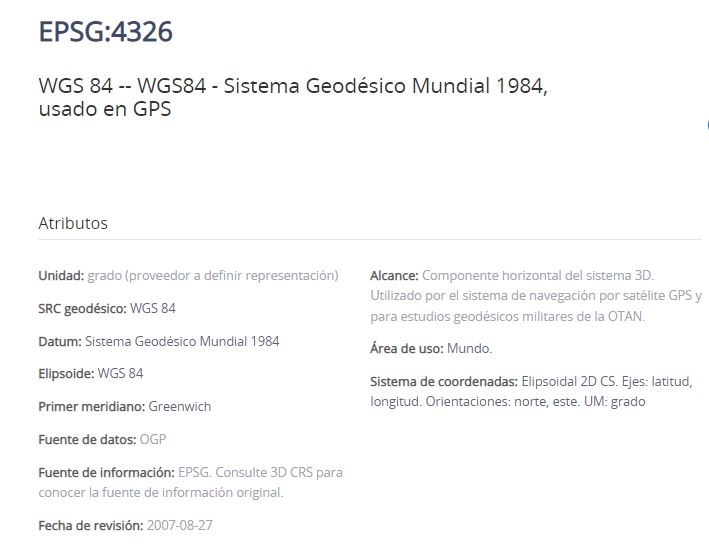 EPSG:4326
WGS 84 -- WGS84 - Sistema Geodésico Mundial 1984,
usado en GPS
Atributos
Unidad: grado (proveedor a definir representación)
SRC geodésico: WGS 84
Datum: Sistema Geodésico Mundial 1984
Elipsoide: WGS 84
Primer meridiano: Greenwich
Fuente de datos: OGP
Fuente de información: EPSG. Consulte 3D CRS para
conocer la fuente de información original.
Fecha de revisión: 2007-08-27
Alcance: Componente horizontal del sistema 3D.
Utilizado por el sistema de navegación por satélite GPS y
para estudios geodésicos militares de la OTAN.
Área de uso: Mundo.
Sistema de coordenadas: Elipsoidal 2D CS. Ejes: latitud,
longitud. Orientaciones: norte, este. UM: grado